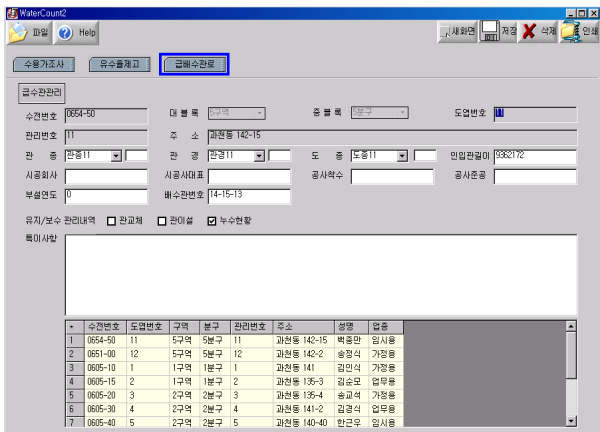 WaterCount2
파일 Help 새화면 저장 삭제 인쇄
수용가조사 유수율제고 급배수관로
급수관관리
수전번호 0654-50 대 블 록 5구역 중 블 록 5분구 도엽번호 11
관리번호 11 주 소 과천동 142-15
관 종 관종11 관 경 관경11 도 종 도종11 인입관길이 9362172
시공회사 시공사대표 공사착수 공사준공
부설연도 0 배수관번호 14-15-13
유지/보수 관리내역 관교체 관이설 누수현황
특이사항
* 수전번호 도엽번호 구역 분구 관리번호 주소 성명 업종
1 0654-50 11 5구역 5분구 11 과천동 142-15 백종만 임시용
2 0651-00 12 5구역 5분구 12 과천동 142-2 송정식 가정용
3 0605-10 1 1구역 1분구 1 과천동 141 김인식 가정용
4 0605-15 2 1구역 1분구 2 과천동 135-3 김순모 업무용
5 0605-20 3 2구역 2분구 3 과천동 135-4 송교석 가정용
6 0605-30 4 2구역 2분구 4 과천동 141-2 김경식 업무용
7 0605-40 5 2구역 2분구 5 과천동 140-40 한근우 임시용